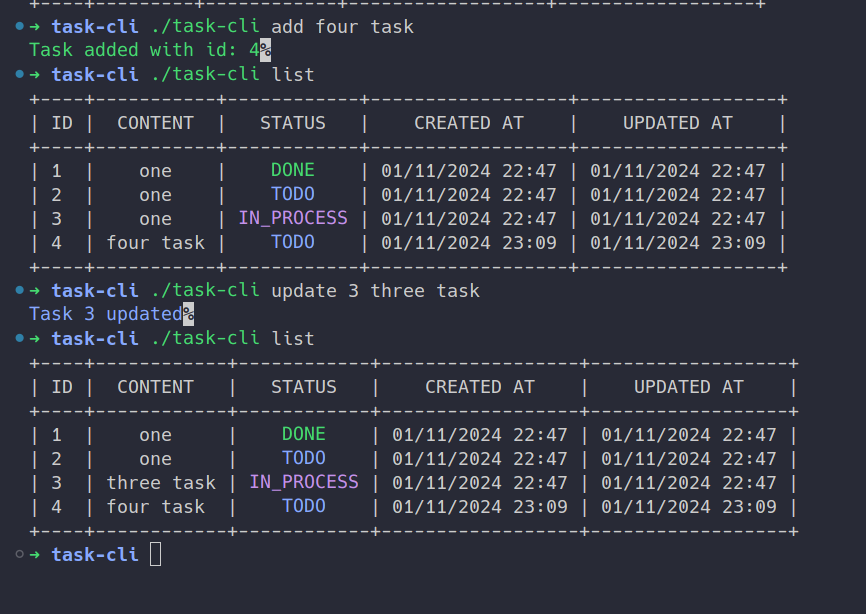 +----+---------+------------+------------------+------------------+
➜ task-cli ./task-cli add four task
Task added with id: 4%
➜ task-cli ./task-cli list
+----+-----------+------------+------------------+------------------+
| ID | CONTENT | STATUS | CREATED AT | UPDATED AT |
+----+-----------+------------+------------------+------------------+
| 1 | one | DONE | 01/11/2024 22:47 | 01/11/2024 22:47 |
| 2 | one | TODO | 01/11/2024 22:47 | 01/11/2024 22:47 |
| 3 | one | IN_PROCESS | 01/11/2024 22:47 | 01/11/2024 22:47 |
| 4 | four task | TODO | 01/11/2024 23:09 | 01/11/2024 23:09 |
+----+-----------+------------+------------------+------------------+
➜ task-cli ./task-cli update 3 three task
Task 3 updated%
➜ task-cli ./task-cli list
+----+------------+------------+------------------+------------------+
| ID | CONTENT | STATUS | CREATED AT | UPDATED AT |
+----+------------+------------+------------------+------------------+
| 1 | one | DONE | 01/11/2024 22:47 | 01/11/2024 22:47 |
| 2 | one | TODO | 01/11/2024 22:47 | 01/11/2024 22:47 |
| 3 | three task | IN_PROCESS | 01/11/2024 22:47 | 01/11/2024 22:47 |
| 4 | four task | TODO | 01/11/2024 23:09 | 01/11/2024 23:09 |
+----+------------+------------+------------------+------------------+
➜ task-cli